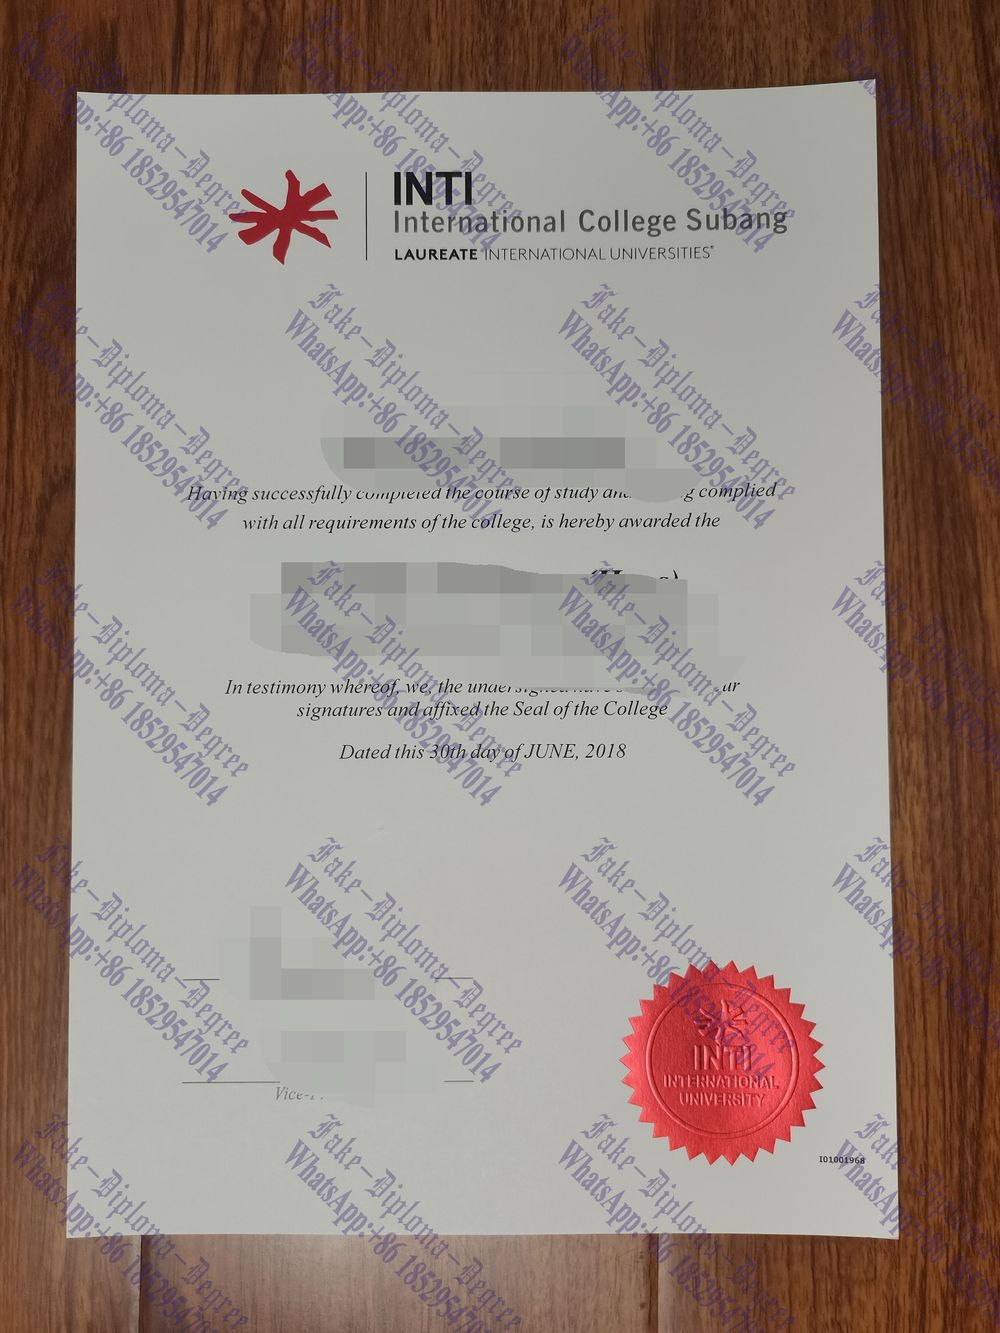 INTI
International College Subang
LAUREATE INTERNATIONAL UNIVERSITIES
Having successfully completed the course of study complied
with all requirements of the college, is hereby awarded the
In testimony whereof, we, the undersigned
signatures and affixed the Seal of the College
Dated this 30th day of JUNE, 2018
INTI
INTERNATIONAL
UNIVERSITY
I01001968
Fake-Diploma-Degree
WhatsApp:+86 18529547014